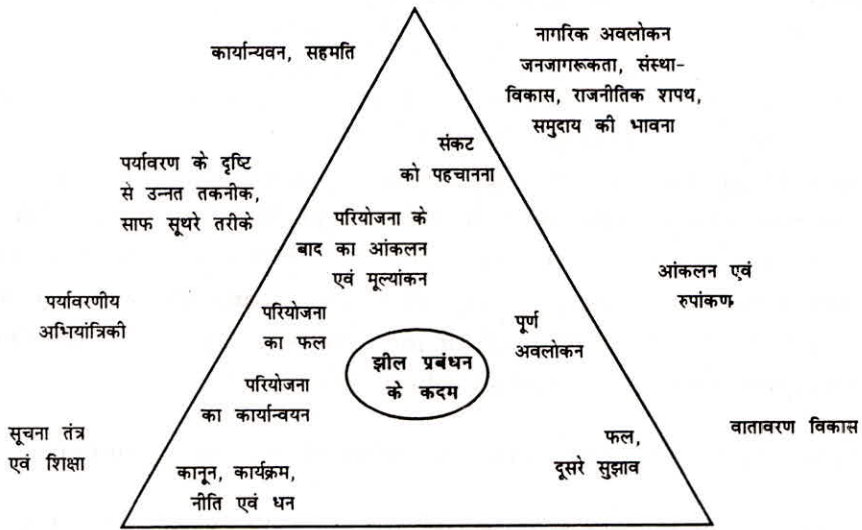 कार्यान्यवन, सहमति
नागरिक अवलोकन
जनजागरूकता, संस्था-
विकास, राजनीतिक शपथ,
समुदाय की भावना
संकट
को पहचानना
पर्यावरण के दृष्टि
से उन्नत तकनीक,
साफ सूथरे तरीके
परियोजना के
बाद का आंकलन
एवं मूल्यांकन
आंकलन एवं
रुपांकण
पर्यावरणीय
अभियांत्रिकी
परियोजना
का फल
पूर्ण
अवलोकन
झील प्रबंधन
के कदम
परियोजना
का कार्यान्वयन
सूचना तंत्र
एवं शिक्षा
कानून, कार्यक्रम,
नीति एवं धन
फल,
दूसरे सुझाव
वातावरण विकास